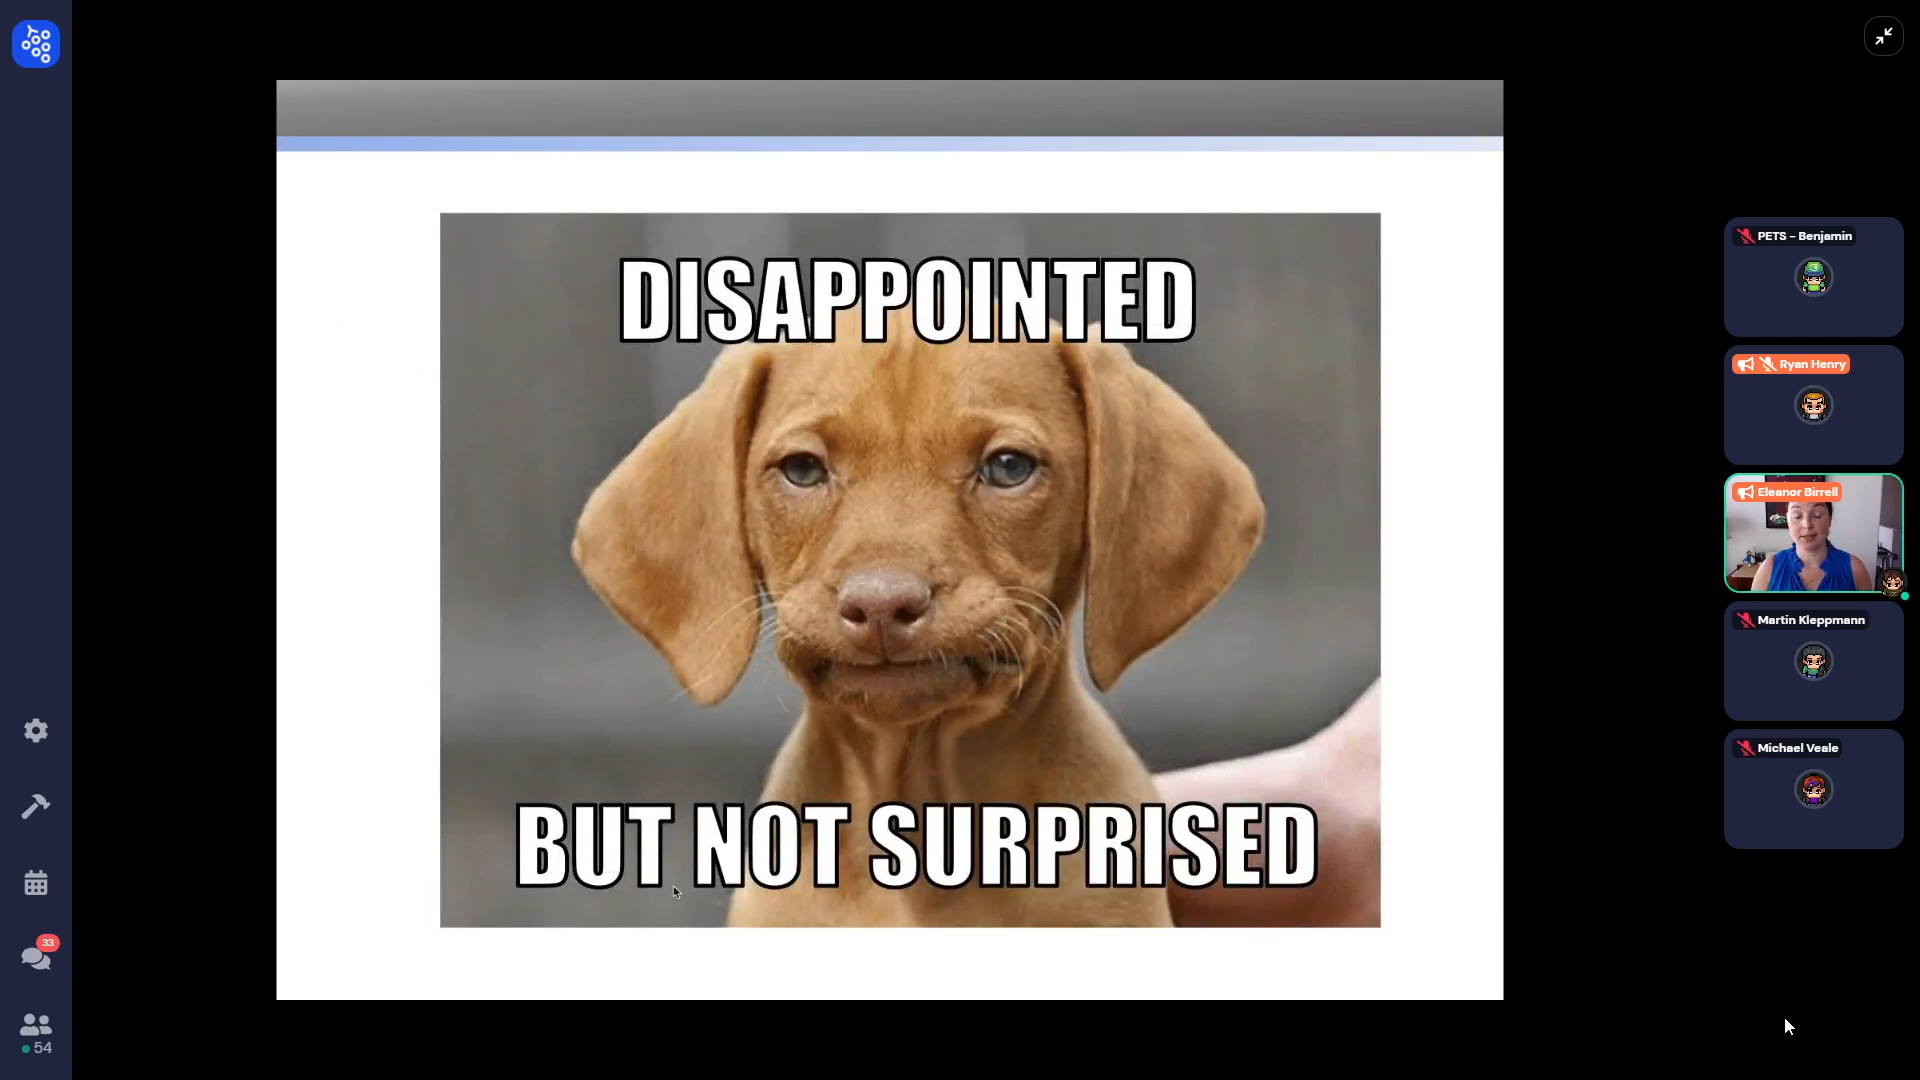 DISAPPOINTED
BUT NOT SURPRISED
PETS - Benjamin
Ryan Henry
Eleanor Birrell
Martin Kleppmann
Michael Veale
33
54